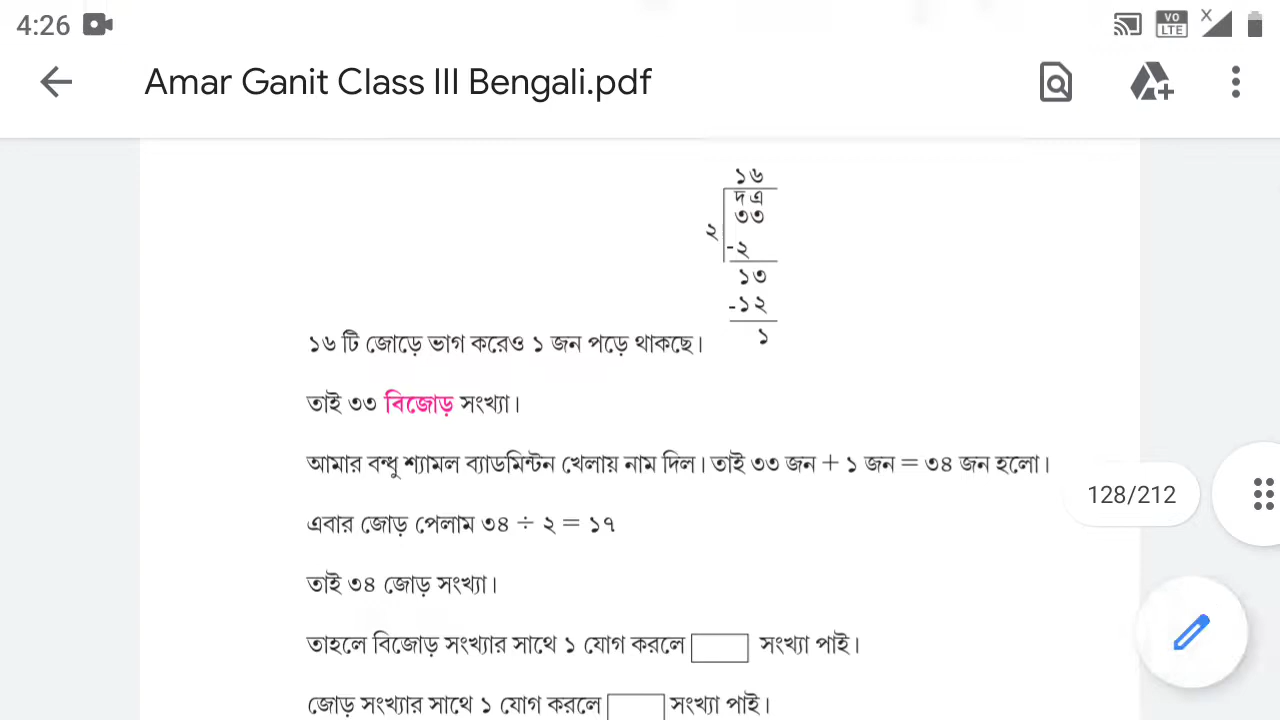 4:26
VO LTE X
Amar Ganit Class III Bengali.pdf
১৬
দ এ
৩৩
২
-২
১৩
-১২
১
১৬ টি জোড়ে ভাগ করেও ১ জন পড়ে থাকছে।
তাই ৩৩ বিজোড় সংখ্যা।
আমার বন্ধু শ্যামল ব্যাডমিন্টন খেলায় নাম দিল। তাই ৩৩ জন + ১ জন = ৩৪ জন হলো।
128/212
এবার জোড় পেলাম ৩৪ ÷ ২ = ১৭
তাই ৩৪ জোড় সংখ্যা।
তাহলে বিজোড় সংখ্যার সাথে ১ যোগ করলে সংখ্যা পাই।
জোড় সংখ্যার সাথে ১ যোগ করলে সংখ্যা পাই।